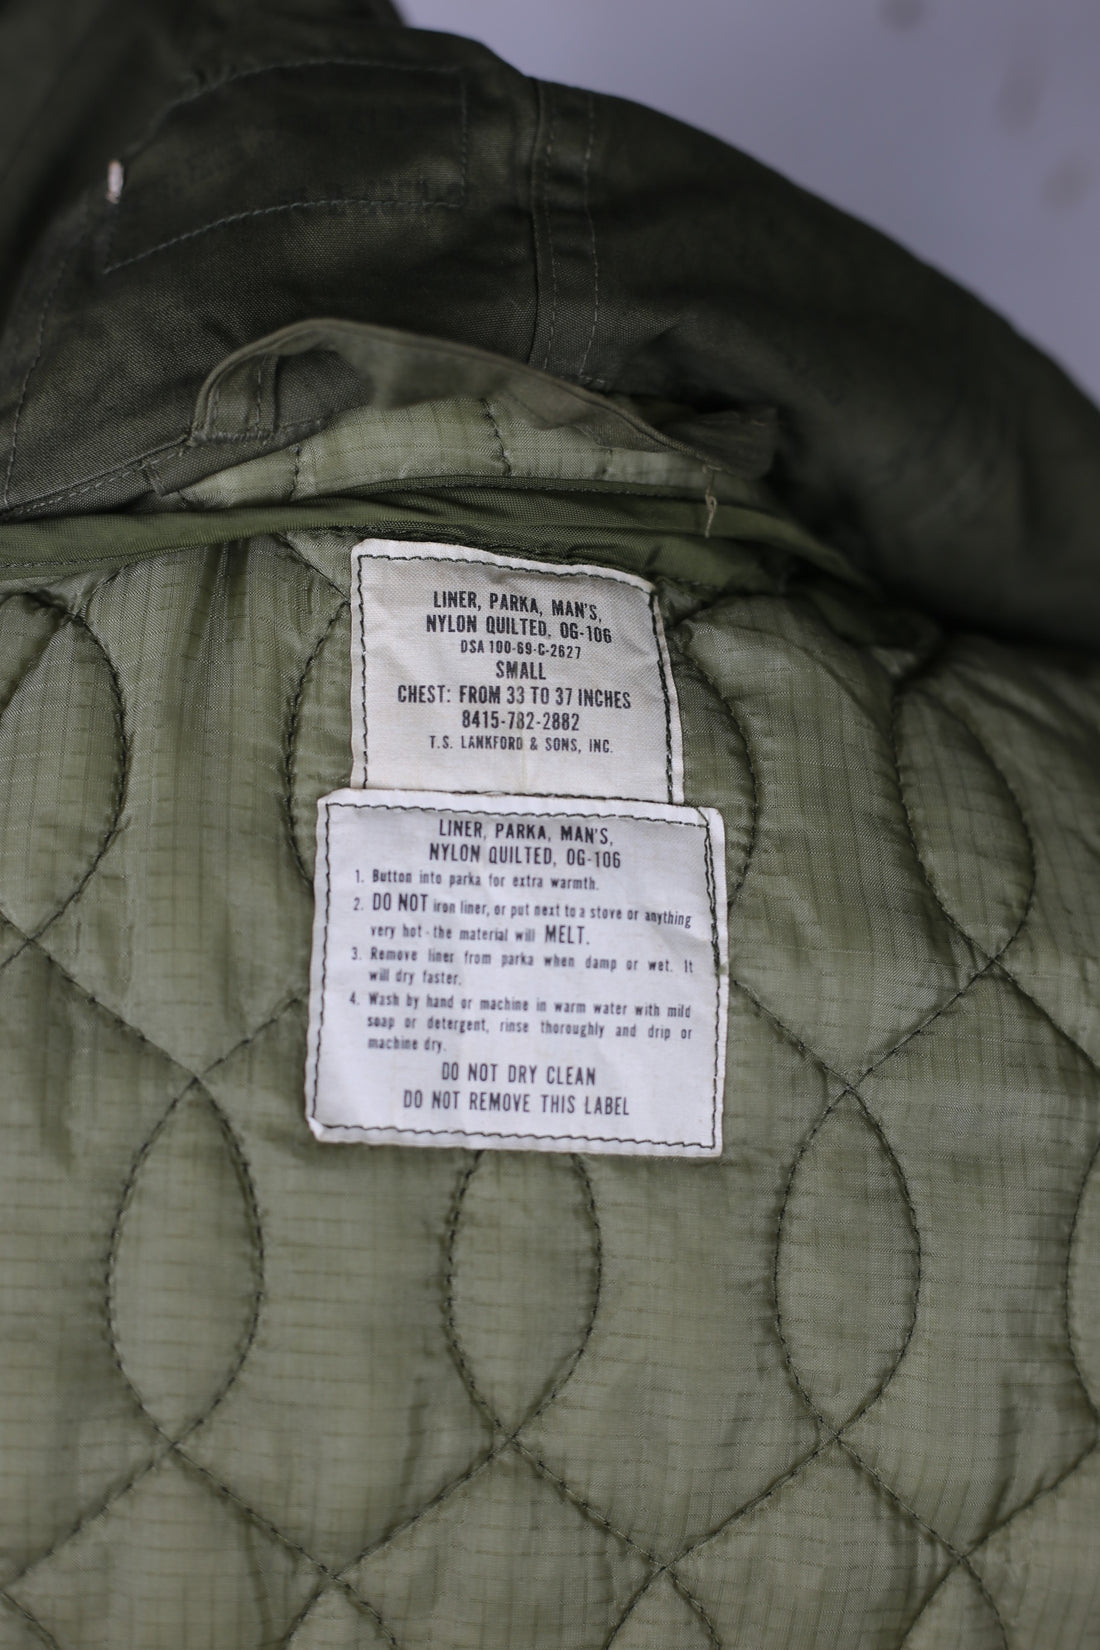 LINER, PARKA, MAN'S,
NYLON QUILTED, OG-106
DSA 100-69-C-2627
SMALL
CHEST: FROM 33 TO 37 INCHES
8415-782-2882
T.S. LANKFORD & SONS, INC.
LINER, PARKA, MAN'S,
NYLON QUILTED, OG-106
1. Button into parka for extra warmth.
2. DO NOT iron liner, or put next to a stove or anything
very hot - the material will MELT.
3. Remove liner from parka when damp or wet. It
will dry faster.
4. Wash by hand or machine in warm water with mild
soap or detergent, rinse thoroughly and drip or
machine dry.
DO NOT DRY CLEAN
DO NOT REMOVE THIS LABEL